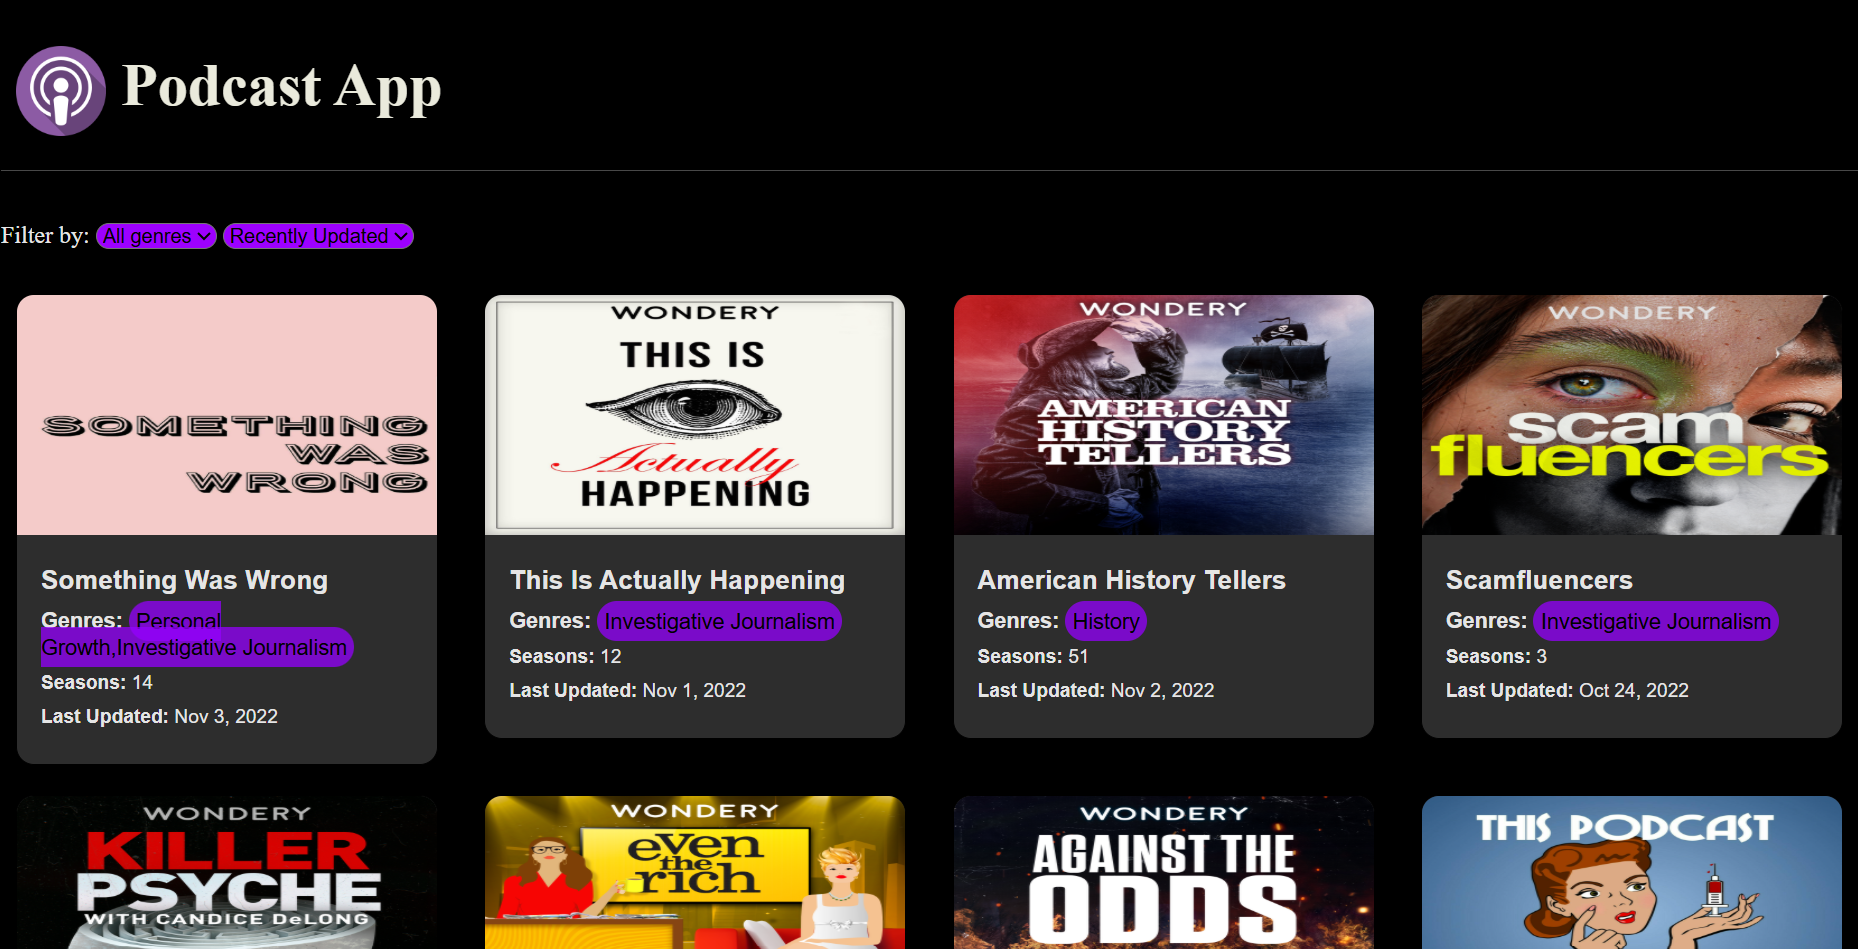 Podcast App
Filter by: All genres Recently Updated
SOMETHING
WAS
WRONG
Something Was Wrong
Genres: Personal
Growth,Investigative Journalism
Seasons: 14
Last Updated: Nov 3, 2022
WONDERY
THIS IS
Actually
HAPPENING
This Is Actually Happening
Genres: Investigative Journalism
Seasons: 12
Last Updated: Nov 1, 2022
WONDERY
AMERICAN
HISTORY
TELLERS
American History Tellers
Genres: History
Seasons: 51
Last Updated: Nov 2, 2022
WONDERY
scam
fluencers
Scamfluencers
Genres: Investigative Journalism
Seasons: 3
Last Updated: Oct 24, 2022
WONDERY
KILLER
PSYCHE
WITH CANDICE DeLONG
WONDERY
even
the
rich
WONDERY
AGAINST THE
ODDS
THIS PODCAST